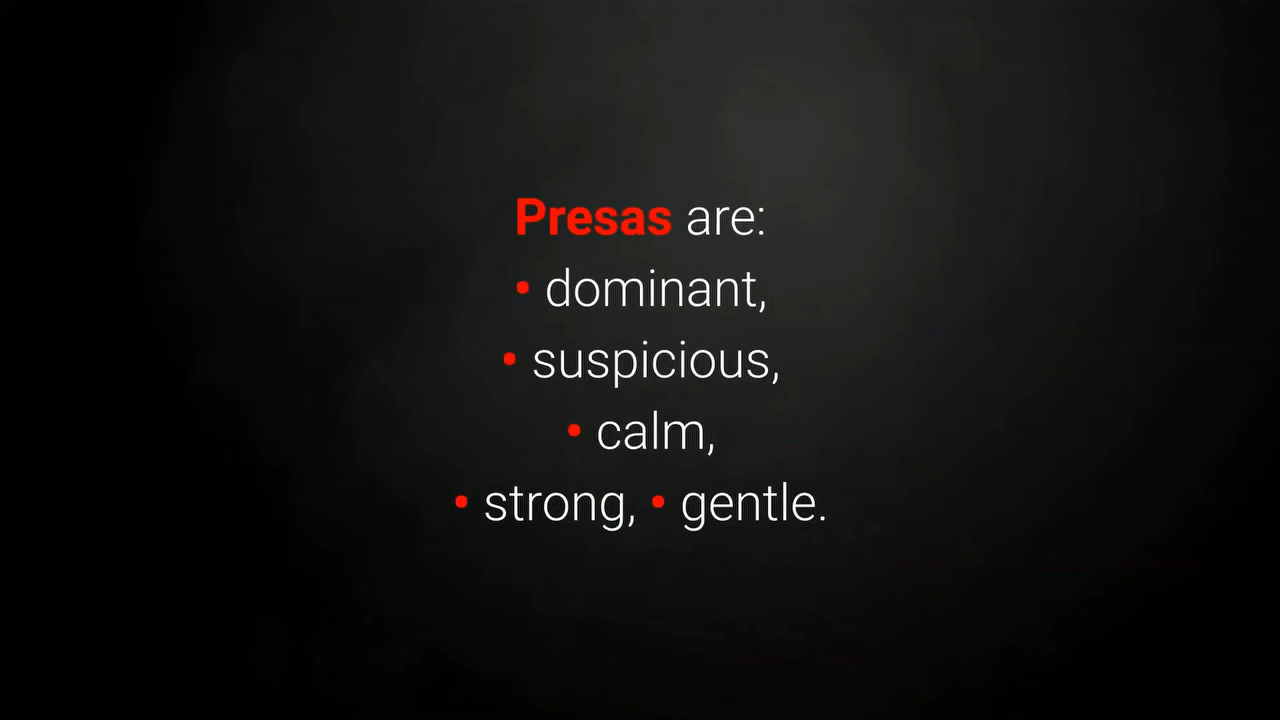 Presas are:
• dominant,
• suspicious,
• calm,
• strong, • gentle.